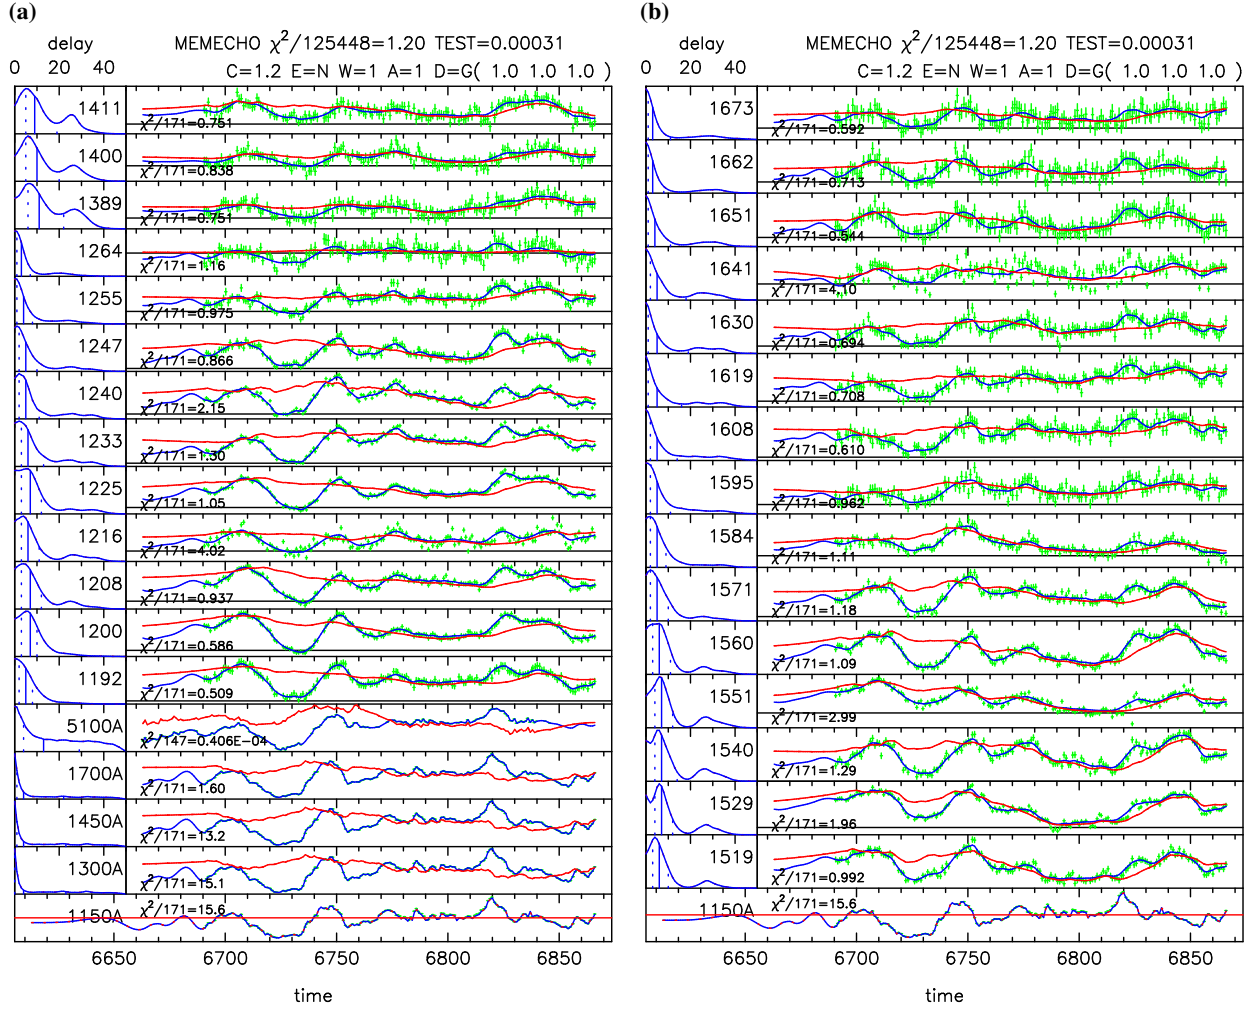 (a)
delay
MEMECHO χ²/125448=1.20 TEST=0.00031
0 20 40
C=1.2 E=N W=1 A=1 D=G( 1.0 1.0 1.0 )
1411
χ²/171=0.751
1400
χ²/171=0.838
1389
χ²/171=0.751
1264
χ²/171=1.16
1255
χ²/171=0.975
1247
χ²/171=0.866
1240
χ²/171=2.15
1233
χ²/171=1.30
1225
χ²/171=1.05
1216
χ²/171=4.02
1208
χ²/171=0.937
1200
χ²/171=0.586
1192
χ²/171=0.509
5100A
χ²/147=0.406E-04
1700A
χ²/171=1.60
1450A
χ²/171=13.2
1300A
χ²/171=15.1
1150A
χ²/171=15.6
6650 6700 6750 6800 6850
time
(b)
delay
MEMECHO χ²/125448=1.20 TEST=0.00031
0 20 40
C=1.2 E=N W=1 A=1 D=G( 1.0 1.0 1.0 )
1673
χ²/171=0.592
1662
χ²/171=0.713
1651
χ²/171=0.544
1641
χ²/171=4.10
1630
χ²/171=0.694
1619
χ²/171=0.708
1608
χ²/171=0.610
1595
χ²/171=0.962
1584
χ²/171=1.11
1571
χ²/171=1.18
1560
χ²/171=1.09
1551
χ²/171=2.99
1540
χ²/171=1.29
1529
χ²/171=1.96
1519
χ²/171=0.992
1150A
χ²/171=15.6
6650 6700 6750 6800 6850
time